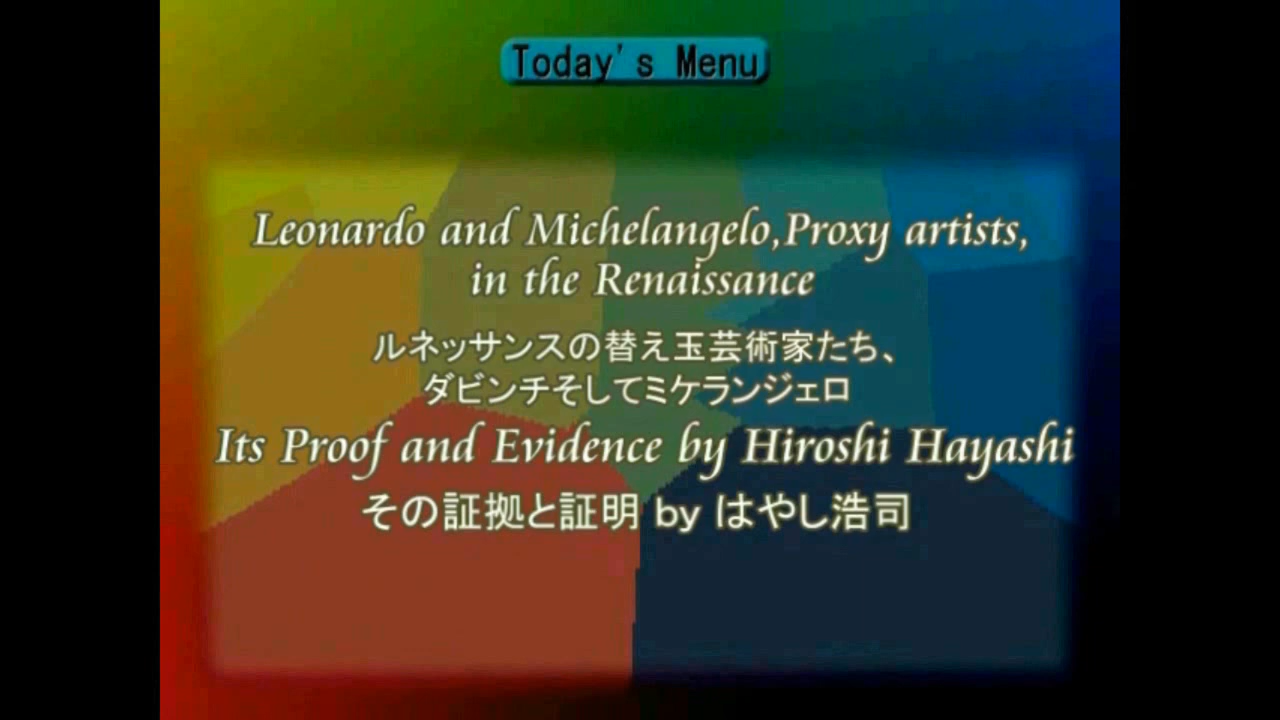 Today's Menu
Leonardo and Michelangelo,Proxy artists,
in the Renaissance
ルネッサンスの替え玉芸術家たち、
ダビンチそしてミケランジェロ
Its Proof and Evidence by Hiroshi Hayashi
その証拠と証明 by はやし浩司